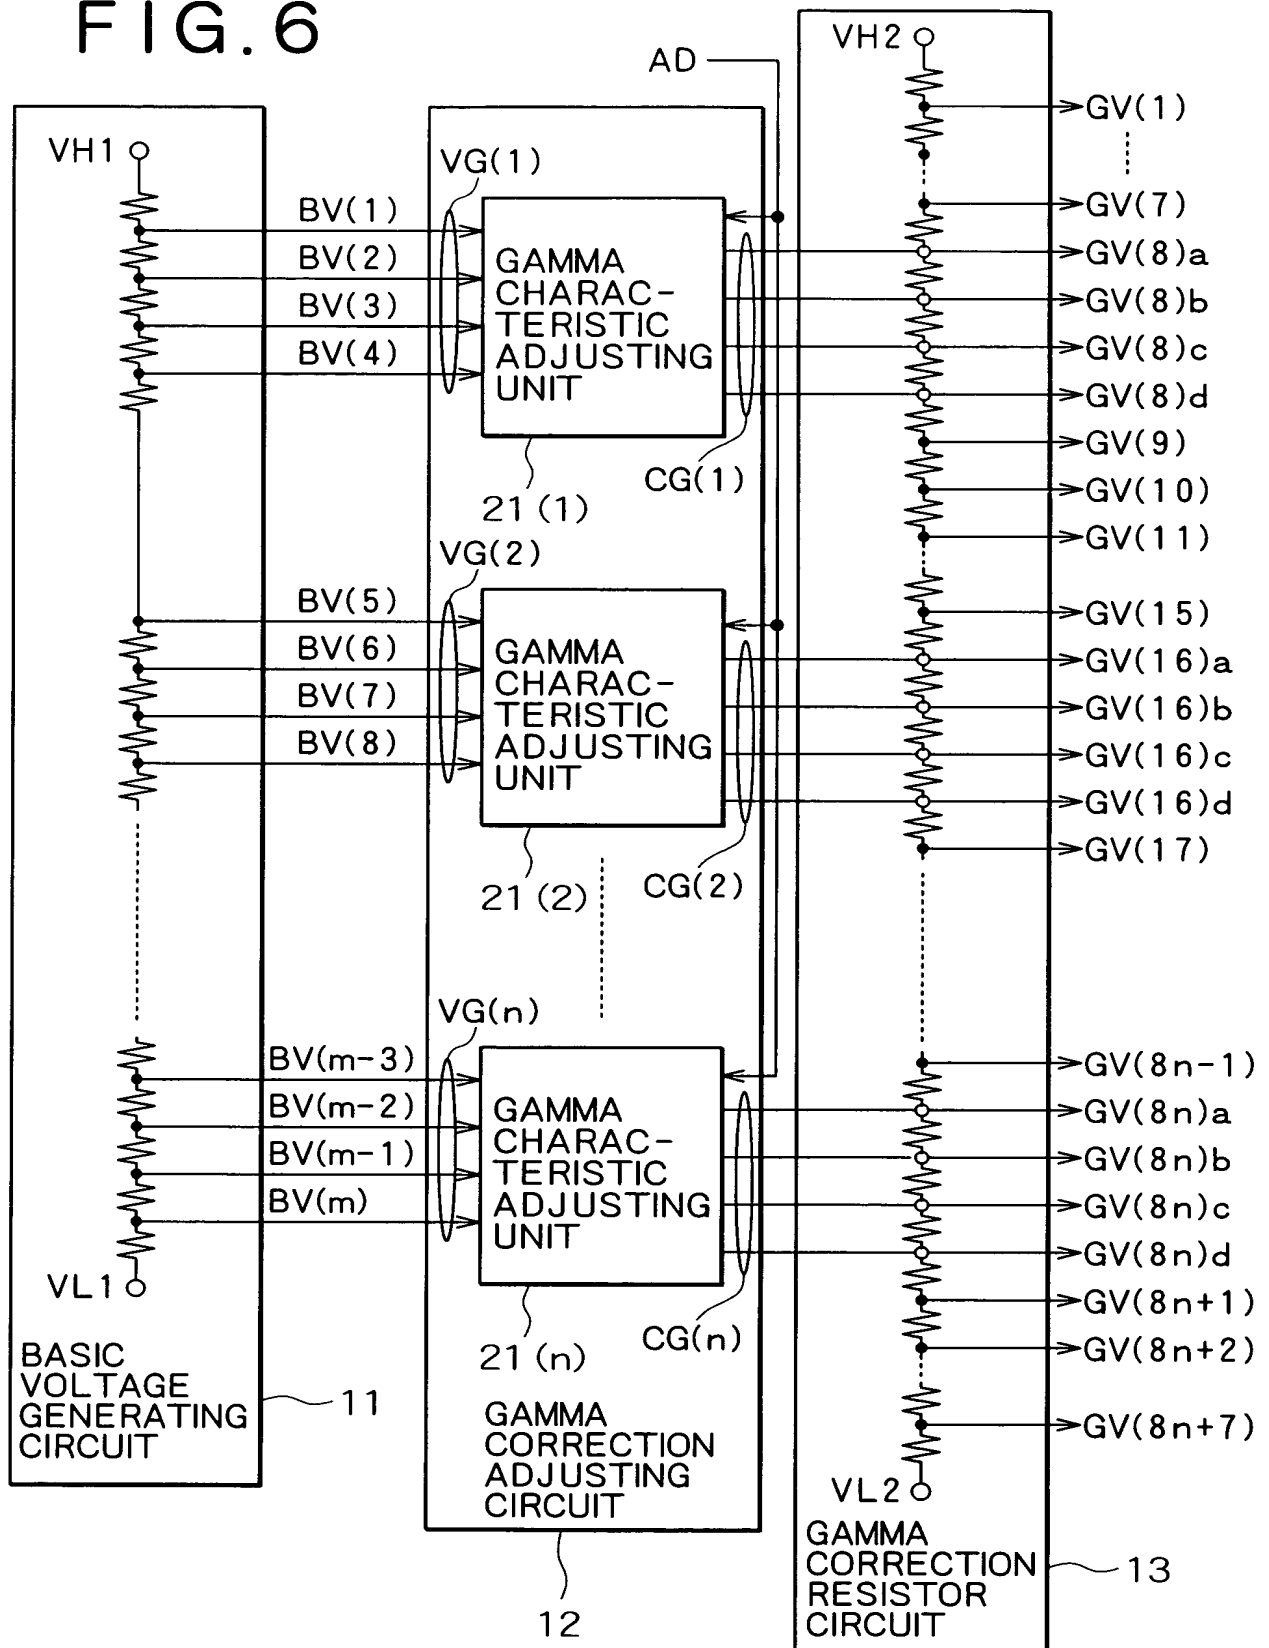 FIG.6
VH1
BV(1)
BV(2)
BV(3)
BV(4)
BV(5)
BV(6)
BV(7)
BV(8)
BV(m-3)
BV(m-2)
BV(m-1)
BV(m)
VL1
BASIC
VOLTAGE
GENERATING
CIRCUIT
11
AD
VG(1)
GAMMA
CHARAC-
TERISTIC
ADJUSTING
UNIT
CG(1)
21(1)
VG(2)
GAMMA
CHARAC-
TERISTIC
ADJUSTING
UNIT
CG(2)
21(2)
VG(n)
GAMMA
CHARAC-
TERISTIC
ADJUSTING
UNIT
CG(n)
21(n)
GAMMA
CORRECTION
ADJUSTING
CIRCUIT
12
VH2
GV(1)
GV(7)
GV(8)a
GV(8)b
GV(8)c
GV(8)d
GV(9)
GV(10)
GV(11)
GV(15)
GV(16)a
GV(16)b
GV(16)c
GV(16)d
GV(17)
GV(8n-1)
GV(8n)a
GV(8n)b
GV(8n)c
GV(8n)d
GV(8n+1)
GV(8n+2)
GV(8n+7)
VL2
GAMMA
CORRECTION
RESISTOR
CIRCUIT
13